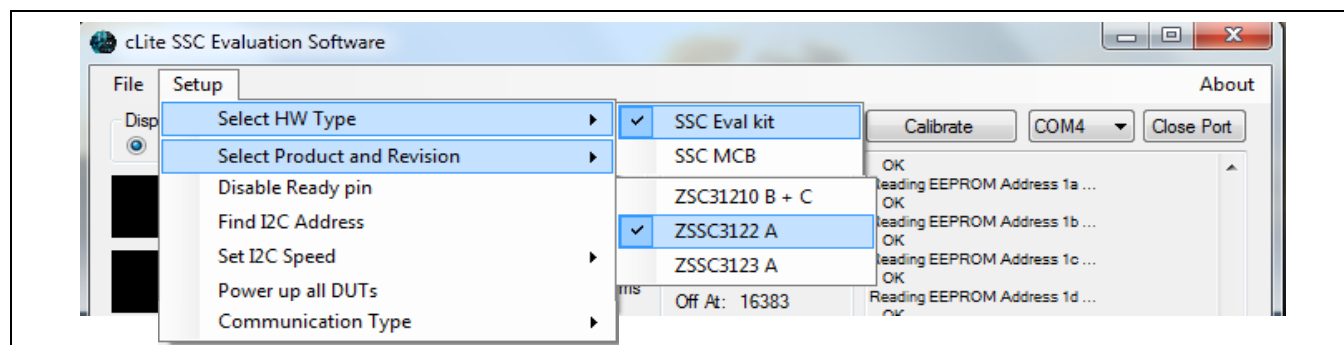 cLite SSC Evaluation Software
File Setup About
Disp
Select HW Type
SSC Eval kit
Calibrate COM4 Close Port
Select Product and Revision
SSC MCB
OK
Reading EEPROM Address 1a ...
Disable Ready pin
ZSC31210 B + C
OK
Reading EEPROM Address 1b ...
Find I2C Address
ZSSC3122 A
OK
Reading EEPROM Address 1c ...
Set I2C Speed
ZSSC3123 A
OK
Power up all DUTs
ms
Off At: 16383
Reading EEPROM Address 1d ...
OK
Communication Type